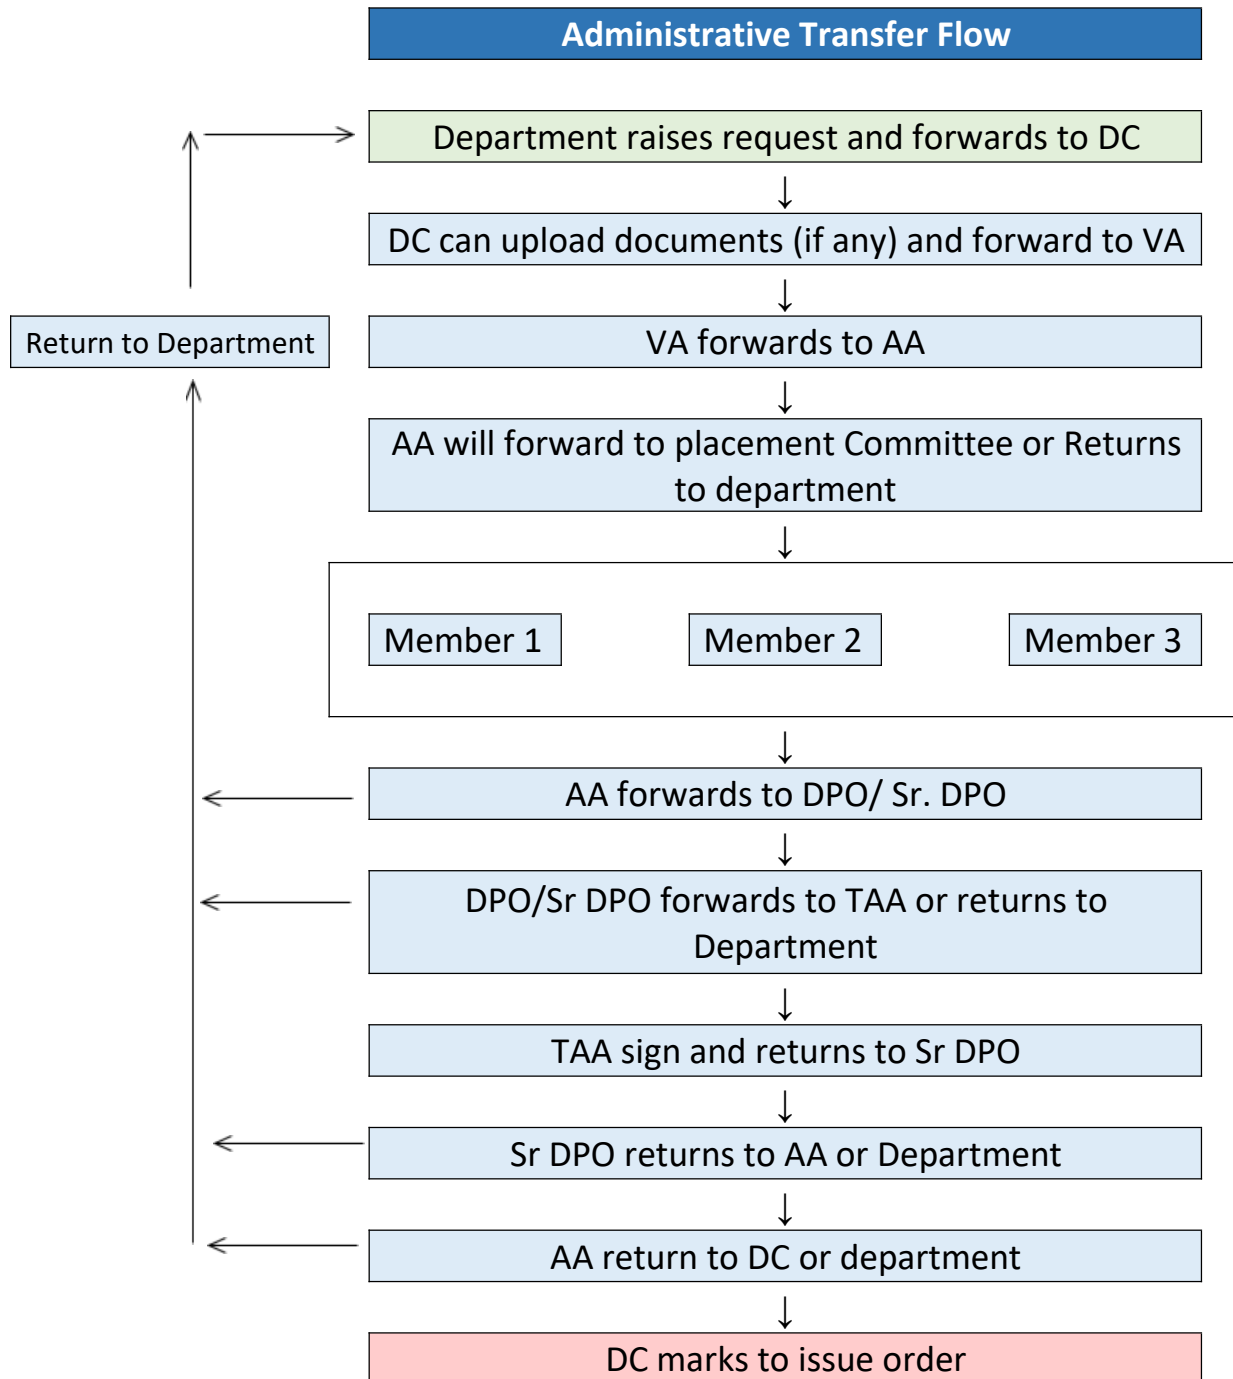 Administrative Transfer Flow
Department raises request and forwards to DC
DC can upload documents (if any) and forward to VA
Return to Department
VA forwards to AA
AA will forward to placement Committee or Returns
to department
Member 1
Member 2
Member 3
AA forwards to DPO/ Sr. DPO
DPO/Sr DPO forwards to TAA or returns to
Department
TAA sign and returns to Sr DPO
Sr DPO returns to AA or Department
AA return to DC or department
DC marks to issue order